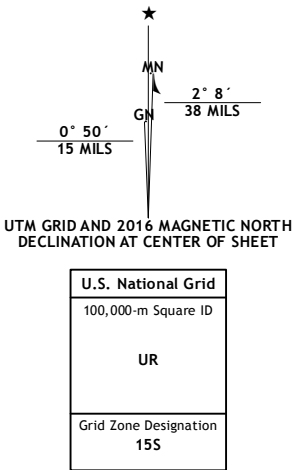 ★
MN
GN
2° 8´
38 MILS
0° 50´
15 MILS
UTM GRID AND 2016 MAGNETIC NORTH
DECLINATION AT CENTER OF SHEET
U.S. National Grid
100,000-m Square ID
UR
Grid Zone Designation
15S